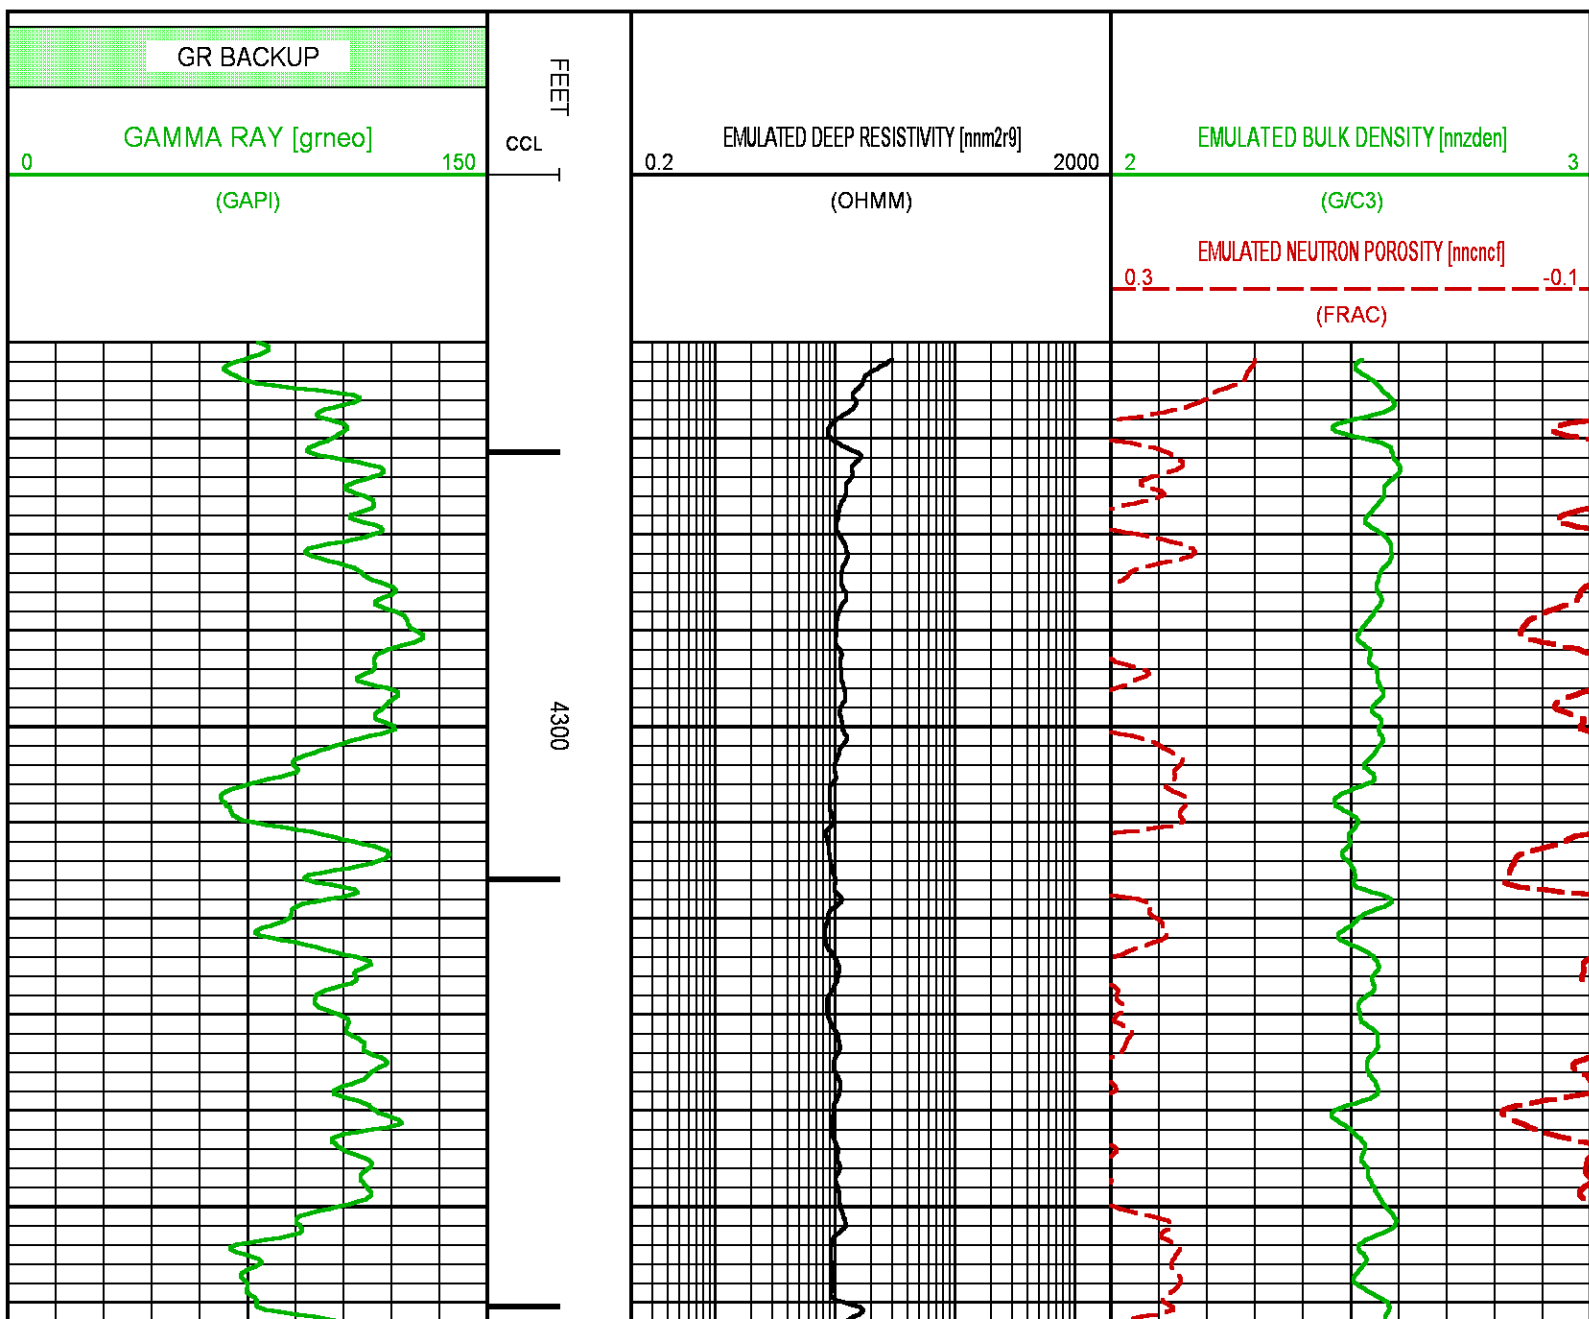 GR BACKUP
GAMMA RAY [grneo]
0 150
(GAPI)
FEET
CCL
EMULATED DEEP RESISTIVITY [nnm2r9]
0.2 2000
(OHMM)
EMULATED BULK DENSITY [nnzden]
2 3
(G/C3)
EMULATED NEUTRON POROSITY [nncncf]
0.3 -0.1
(FRAC)
4300